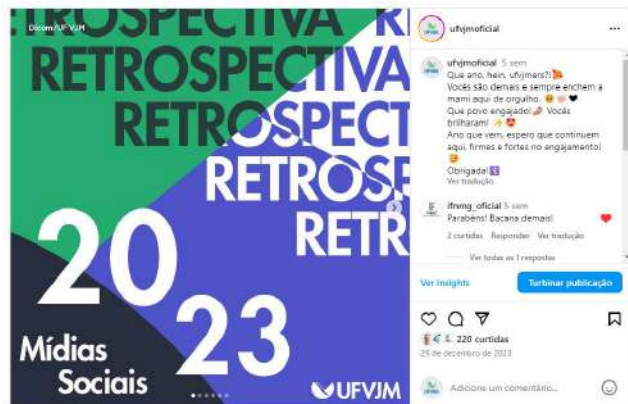 Dicom/UFVJM
RETROSPECTIVA RE
RETROSPECTIVA
RETROSPECT
RETROSP
RETR
2023
Mídias
Sociais
UFVJM
ufvjmoficial
ufvjmoficial 5 sem
Que ano, hein, ufvjmers?!
Vocês são demais e sempre enchem a
mami aqui de orgulho.
Que povo engajado! Vocês
brilharam!
Ano que vem, espero que continuem
aqui, firmes e fortes no engajamento!
Obrigada!
Ver tradução
ifnmg_oficial 5 sem
Parabéns! Bacana demais!
2 curtidas Responder Ver tradução
Ver todas as 1 respostas
Ver insights
Turbinar publicação
220 curtidas
29 de dezembro de 2023
Adicione um comentário...